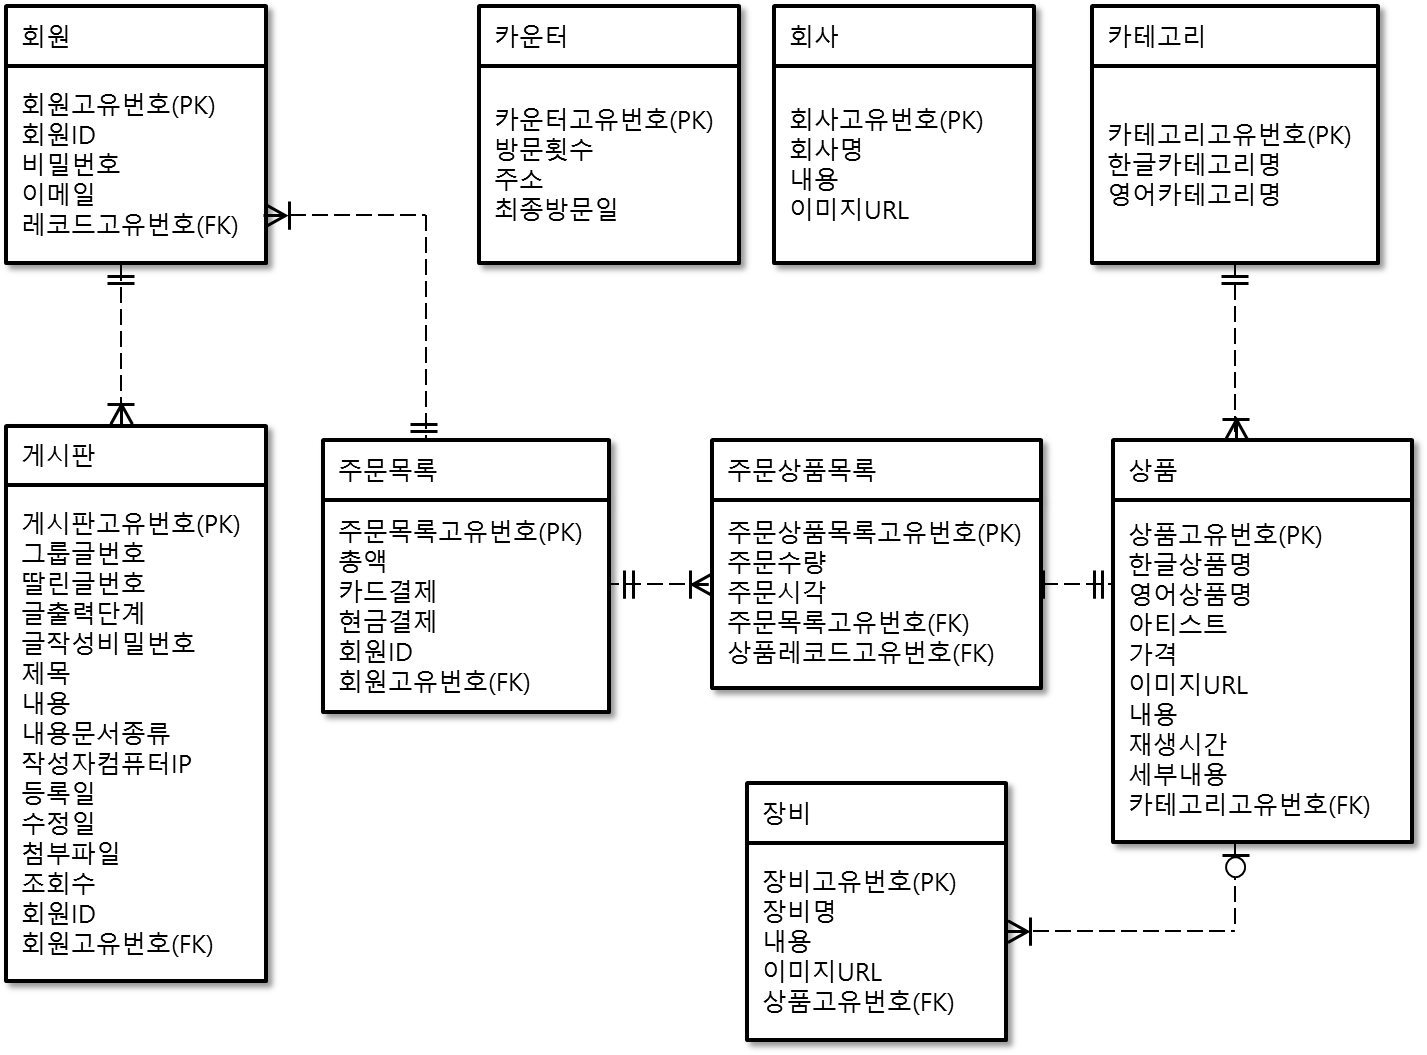 회원
회원고유번호(PK)
회원ID
비밀번호
이메일
레코드고유번호(FK)
카운터
카운터고유번호(PK)
방문횟수
주소
최종방문일
회사
회사고유번호(PK)
회사명
내용
이미지URL
카테고리
카테고리고유번호(PK)
한글카테고리명
영어카테고리명
게시판
게시판고유번호(PK)
그룹글번호
딸린글번호
글출력단계
글작성비밀번호
제목
내용
내용문서종류
작성자컴퓨터IP
등록일
수정일
첨부파일
조회수
회원ID
회원고유번호(FK)
주문목록
주문목록고유번호(PK)
총액
카드결제
현금결제
회원ID
회원고유번호(FK)
주문상품목록
주문상품목록고유번호(PK)
주문수량
주문시각
주문목록고유번호(FK)
상품레코드고유번호(FK)
상품
상품고유번호(PK)
한글상품명
영어상품명
아티스트
가격
이미지URL
내용
재생시간
세부내용
카테고리고유번호(FK)
장비
장비고유번호(PK)
장비명
내용
이미지URL
상품고유번호(FK)